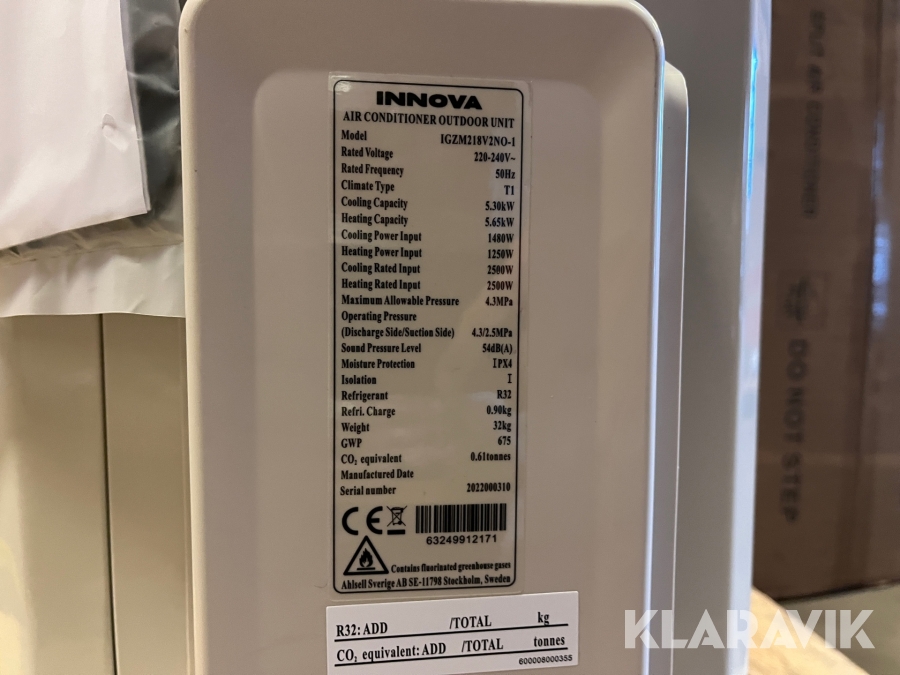 INNOVA
AIR CONDITIONER OUTDOOR UNIT
Model IGZM218V2NO-1
Rated Voltage 220-240V~
Rated Frequency 50Hz
Climate Type T1
Cooling Capacity 5.30kW
Heating Capacity 5.65kW
Cooling Power Input 1480W
Heating Power Input 1250W
Cooling Rated Input 2500W
Heating Rated Input 2500W
Maximum Allowable Pressure 4.3MPa
Operating Pressure
(Discharge Side/Suction Side) 4.3/2.5MPa
Sound Pressure Level 54dB(A)
Moisture Protection IPX4
Isolation I
Refrigerant R32
Refri. Charge 0.90kg
Weight 32kg
GWP 675
CO₂ equivalent 0.61tonnes
Manufactured Date
Serial number 2022000310
CE
63249912171
Contains fluorinated greenhouse gases
Ahlsell Sverige AB SE-11798 Stockholm, Sweden
R32: ADD /TOTAL kg
CO₂ equivalent: ADD /TOTAL tonnes
600008000355
SPLIT AIR CONDITIONER
DO NOT STEP
KLARAVIK